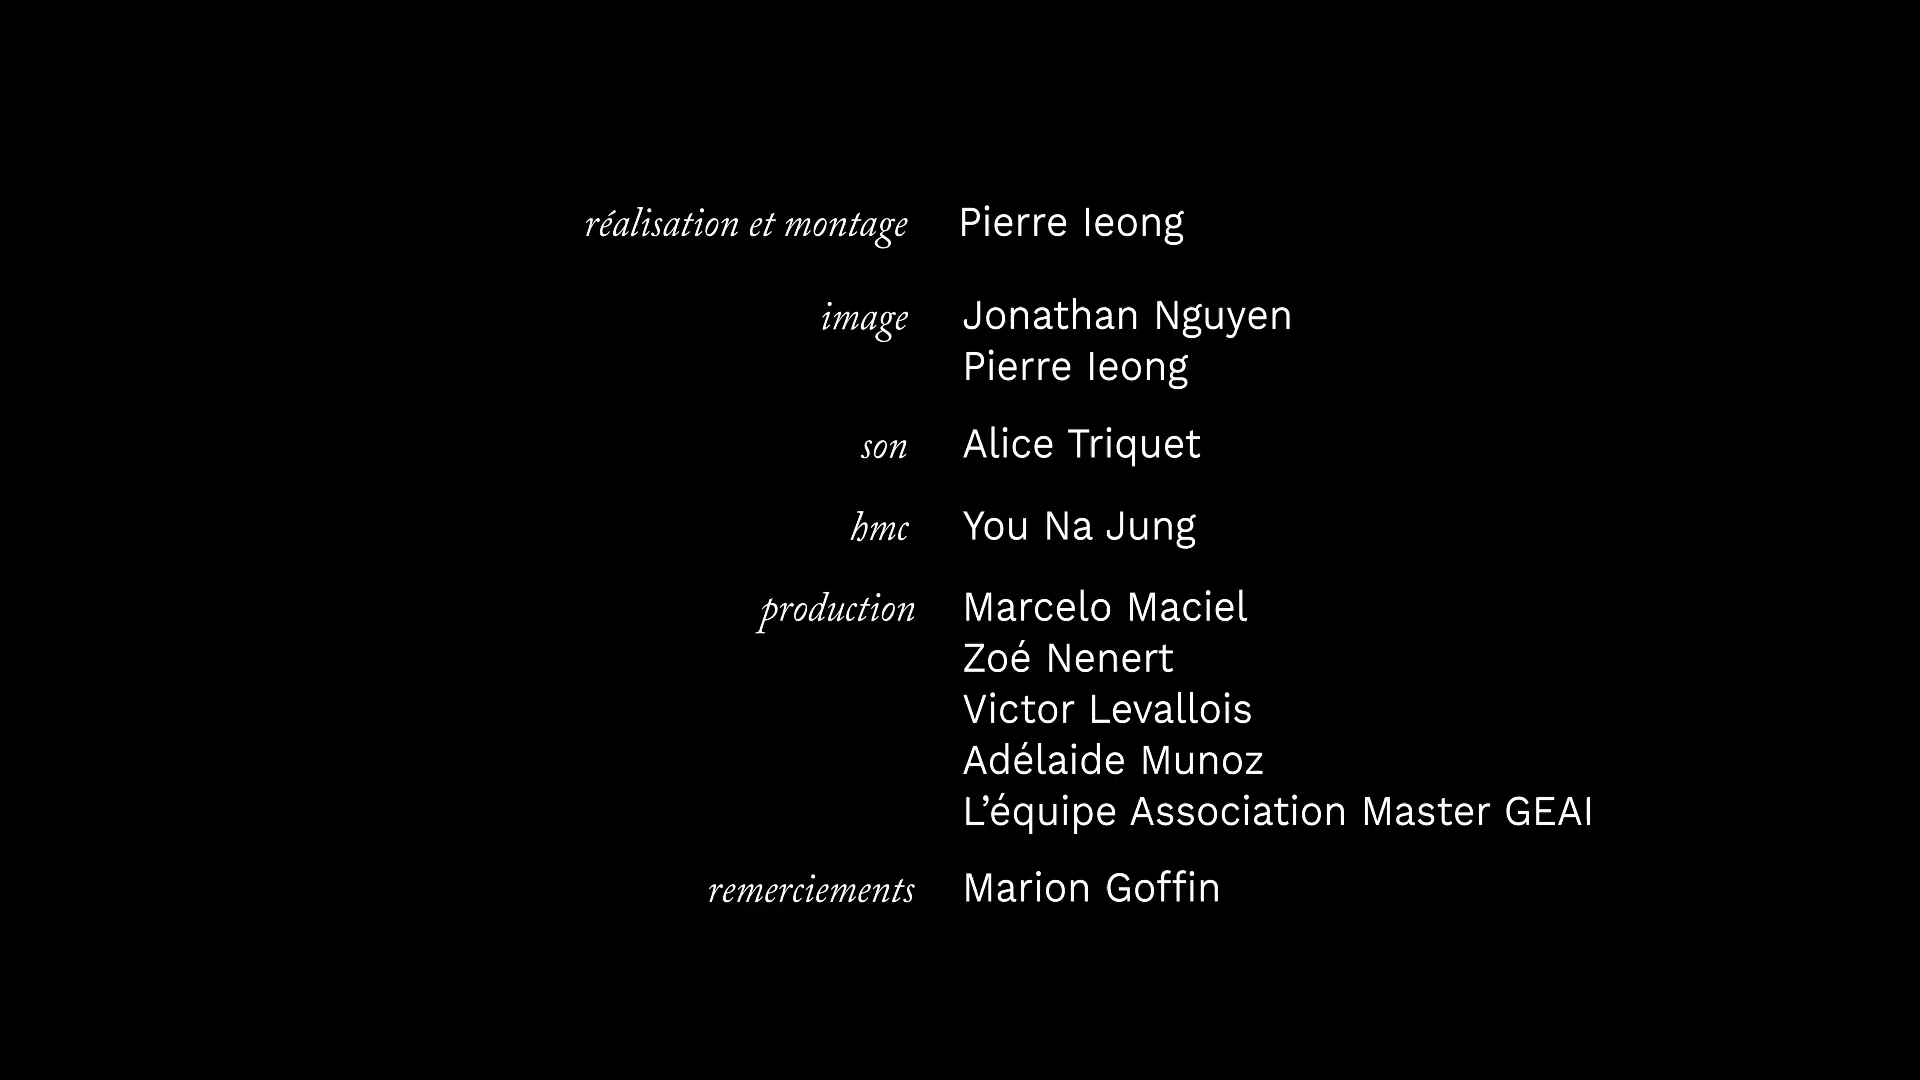 réalisation et montage Pierre Ieong
image Jonathan Nguyen
Pierre Ieong
son Alice Triquet
hmc You Na Jung
production Marcelo Maciel
Zoé Nenert
Victor Levallois
Adélaide Munoz
L’équipe Association Master GEAI
remerciements Marion Goffin